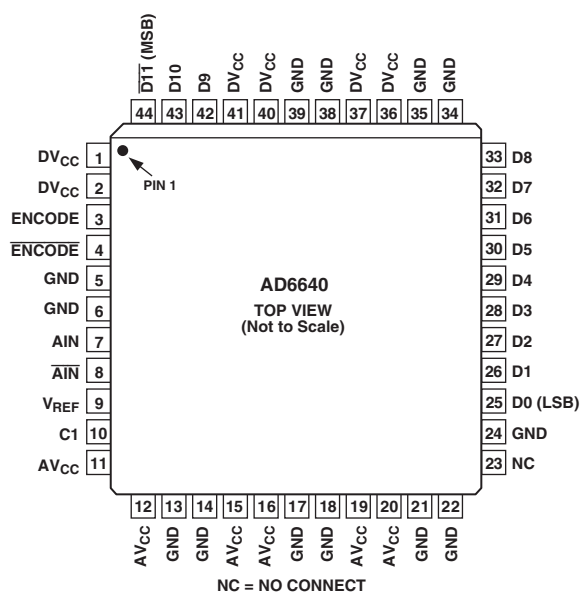 D̅1̅1̅ (MSB)
D10
D9
DVCC
DVCC
GND
GND
DVCC
DVCC
GND
GND
44 43 42 41 40 39 38 37 36 35 34
DVCC 1
DVCC 2
ENCODE 3
E̅N̅C̅O̅D̅E̅ 4
GND 5
GND 6
AIN 7
A̅I̅N̅ 8
VREF 9
C1 10
AVCC 11
PIN 1
AD6640
TOP VIEW
(Not to Scale)
33 D8
32 D7
31 D6
30 D5
29 D4
28 D3
27 D2
26 D1
25 D0 (LSB)
24 GND
23 NC
12 13 14 15 16 17 18 19 20 21 22
AVCC
GND
GND
AVCC
AVCC
GND
GND
AVCC
AVCC
GND
GND
NC = NO CONNECT